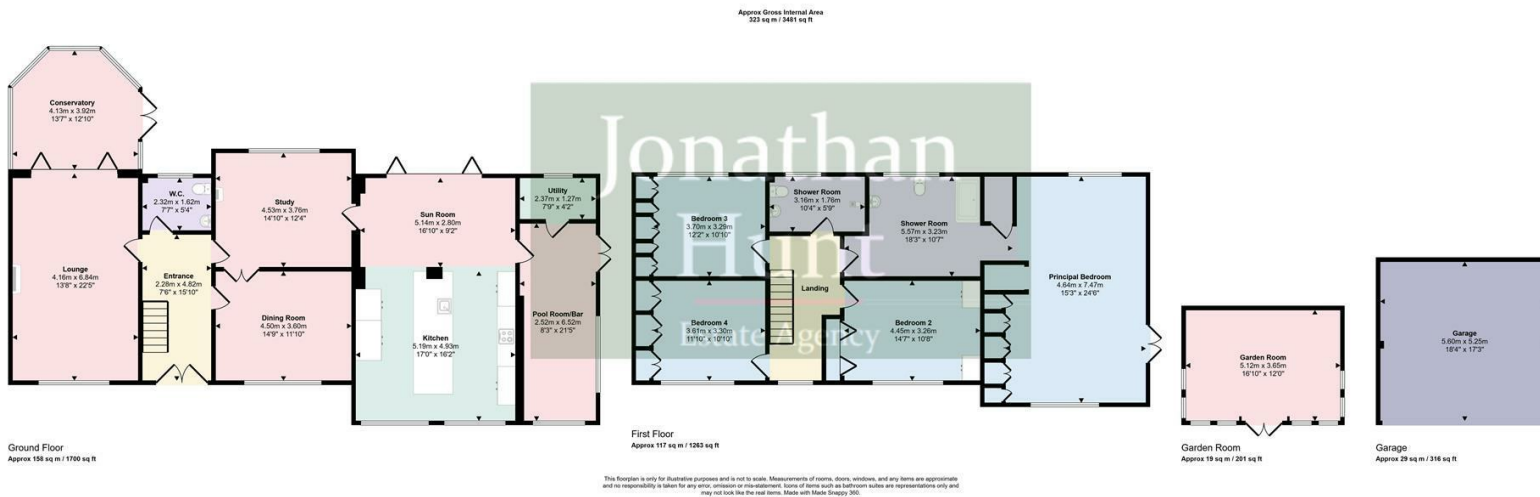 Approx Gross Internal Area
323 sq m / 3481 sq ft
Jonathan
Hunt
Estate Agency
Conservatory
4.13m x 3.92m
13'7" x 12'10"
Lounge
4.16m x 6.84m
13'8" x 22'5"
W.C.
2.32m x 1.62m
7'7" x 5'4"
Entrance
2.28m x 4.82m
7'6" x 15'10"
Study
4.53m x 3.76m
14'10" x 12'4"
Dining Room
4.50m x 3.60m
14'9" x 11'10"
Sun Room
5.14m x 2.80m
16'10" x 9'2"
Kitchen
5.19m x 4.93m
17'0" x 16'2"
Utility
2.37m x 1.27m
7'9" x 4'2"
Pool Room/Bar
2.52m x 6.52m
8'3" x 21'5"
Ground Floor
Approx 158 sq m / 1700 sq ft
Bedroom 3
3.70m x 3.29m
12'2" x 10'10"
Bedroom 4
3.61m x 3.30m
11'10" x 10'10"
Shower Room
3.16m x 1.76m
10'4" x 5'9"
Landing
Shower Room
5.57m x 3.23m
18'3" x 10'7"
Bedroom 2
4.45m x 3.26m
14'7" x 10'8"
Principal Bedroom
4.64m x 7.47m
15'3" x 24'6"
First Floor
Approx 117 sq m / 1263 sq ft
Garden Room
5.12m x 3.65m
16'10" x 12'0"
Garden Room
Approx 19 sq m / 201 sq ft
Garage
5.60m x 5.25m
18'4" x 17'3"
Garage
Approx 29 sq m / 316 sq ft
This floorplan is only for illustrative purposes and is not to scale. Measurements of rooms, doors, windows, and any items are approximate
and no responsibility is taken for any error, omission or mis-statement. Icons of items such as bathroom suites are representations only and
may not look like the real items. Made with Made Snappy 360.